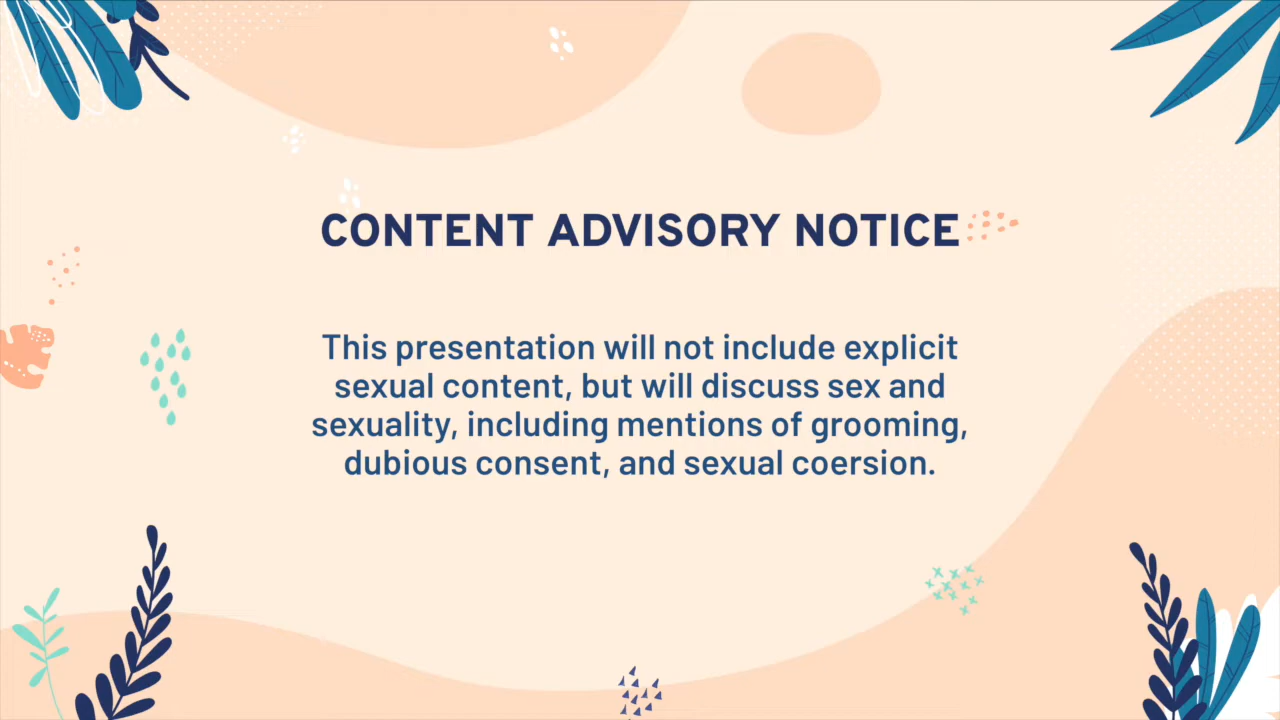 CONTENT ADVISORY NOTICE
This presentation will not include explicit
sexual content, but will discuss sex and
sexuality, including mentions of grooming,
dubious consent, and sexual coersion.